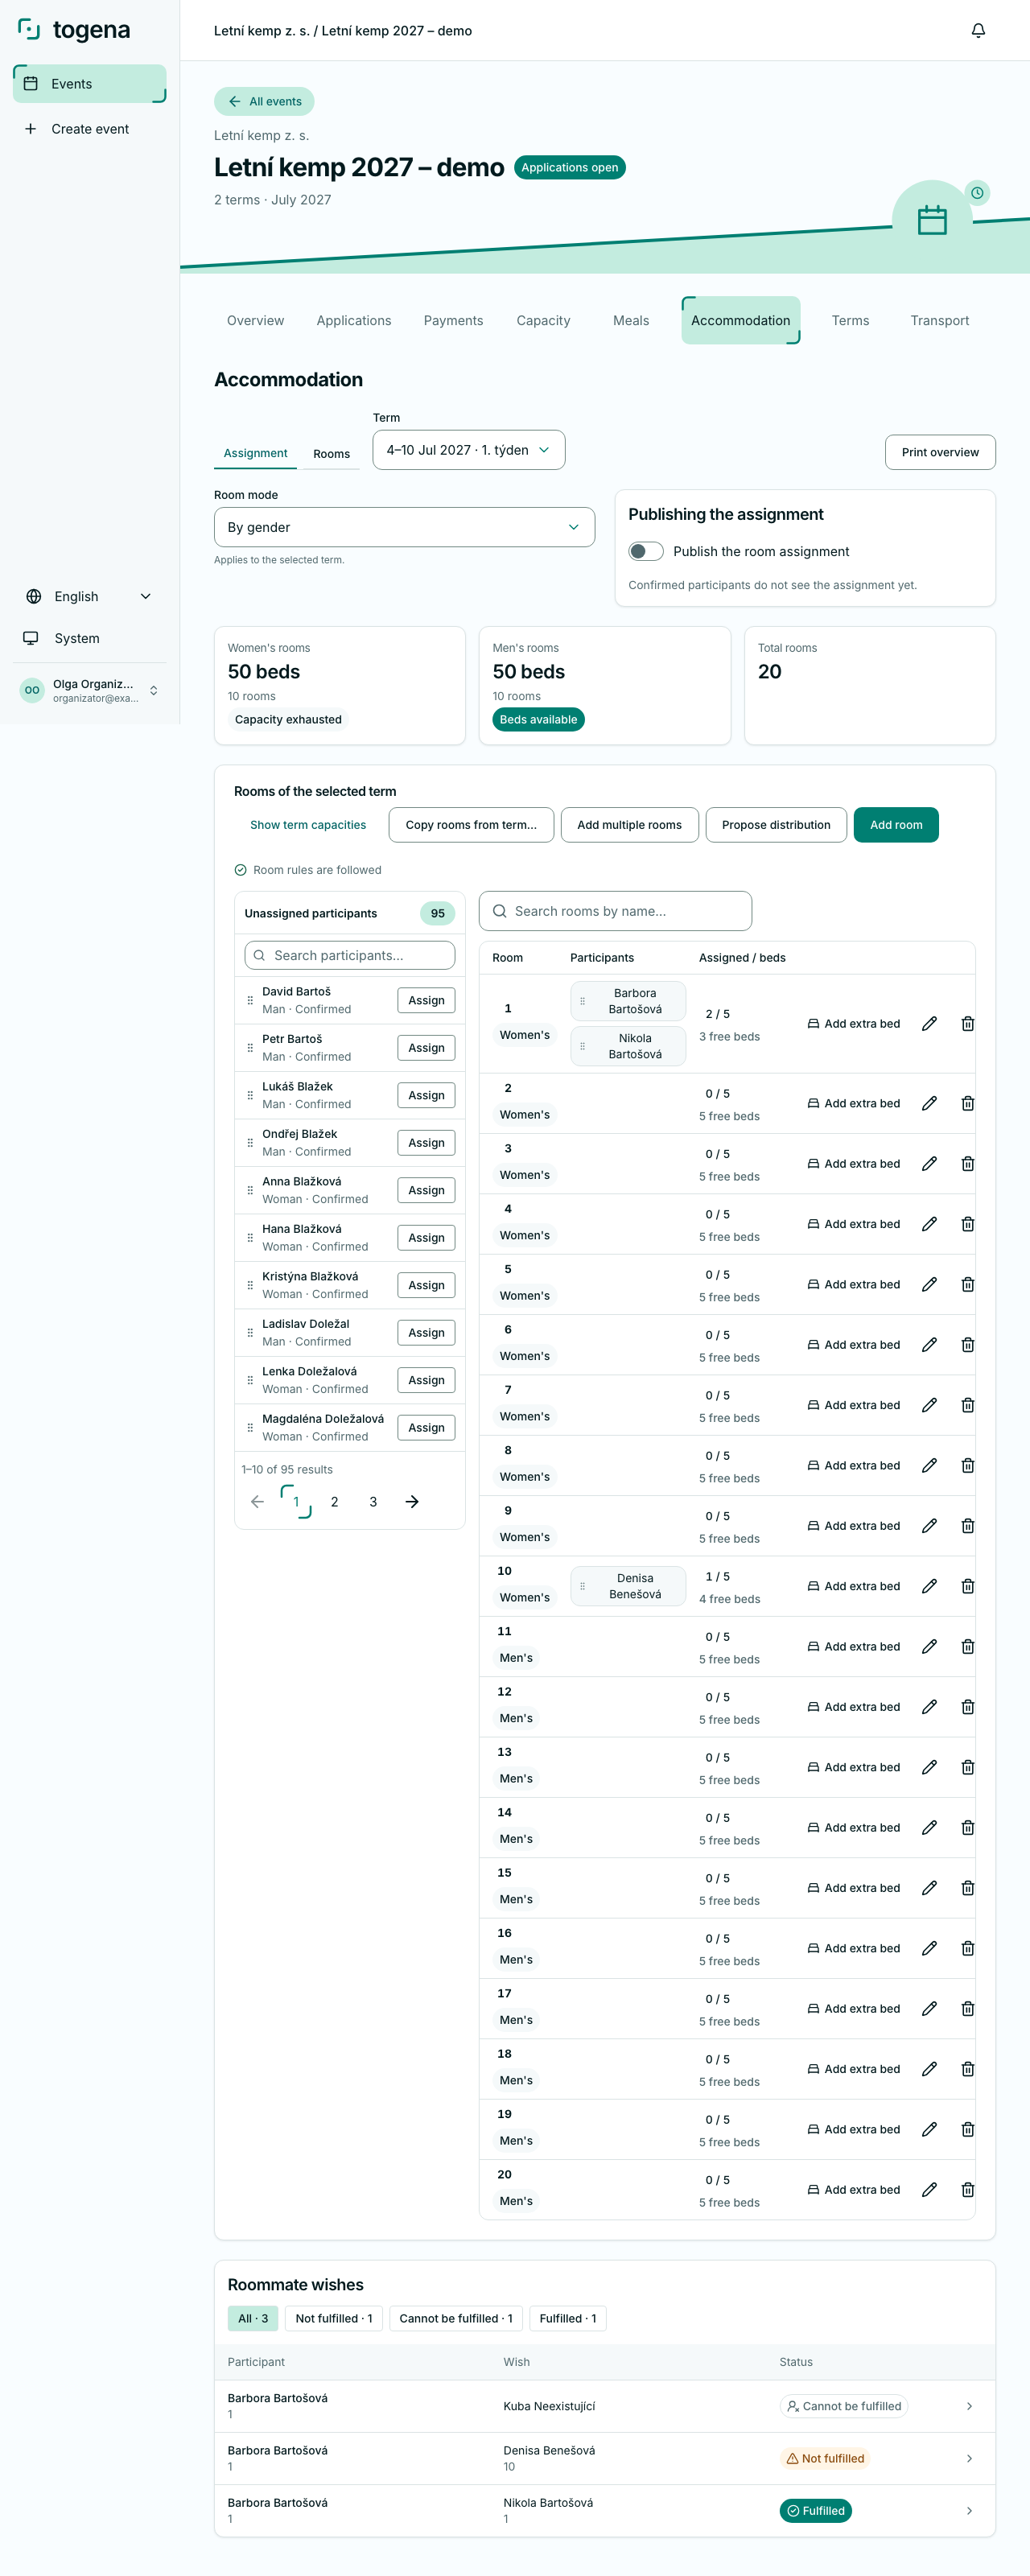 togena
Events
Create event
English
System
OO
Olga Organiz...
organizator@exa...
Letní kemp z. s. / Letní kemp 2027 – demo
All events
Letní kemp z. s.
Letní kemp 2027 – demo
Applications open
2 terms · July 2027
Overview
Applications
Payments
Capacity
Meals
Accommodation
Terms
Transport
Accommodation
Assignment
Rooms
Term
4–10 Jul 2027 · 1. týden
Print overview
Room mode
By gender
Applies to the selected term.
Publishing the assignment
Publish the room assignment
Confirmed participants do not see the assignment yet.
Women's rooms
50 beds
10 rooms
Capacity exhausted
Men's rooms
50 beds
10 rooms
Beds available
Total rooms
20
Rooms of the selected term
Show term capacities
Copy rooms from term...
Add multiple rooms
Propose distribution
Add room
Room rules are followed
Unassigned participants
95
Search participants...
David Bartoš
Man · Confirmed
Assign
Petr Bartoš
Man · Confirmed
Assign
Lukáš Blažek
Man · Confirmed
Assign
Ondřej Blažek
Man · Confirmed
Assign
Anna Blažková
Woman · Confirmed
Assign
Hana Blažková
Woman · Confirmed
Assign
Kristýna Blažková
Woman · Confirmed
Assign
Ladislav Doležal
Man · Confirmed
Assign
Lenka Doležalová
Woman · Confirmed
Assign
Magdaléna Doležalová
Woman · Confirmed
Assign
1–10 of 95 results
1
2
3
Search rooms by name...
Room
Participants
Assigned / beds
1
Women's
Barbora
Bartošová
Nikola
Bartošová
2 / 5
3 free beds
Add extra bed
2
Women's
0 / 5
5 free beds
Add extra bed
3
Women's
0 / 5
5 free beds
Add extra bed
4
Women's
0 / 5
5 free beds
Add extra bed
5
Women's
0 / 5
5 free beds
Add extra bed
6
Women's
0 / 5
5 free beds
Add extra bed
7
Women's
0 / 5
5 free beds
Add extra bed
8
Women's
0 / 5
5 free beds
Add extra bed
9
Women's
0 / 5
5 free beds
Add extra bed
10
Women's
Denisa
Benešová
1 / 5
4 free beds
Add extra bed
11
Men's
0 / 5
5 free beds
Add extra bed
12
Men's
0 / 5
5 free beds
Add extra bed
13
Men's
0 / 5
5 free beds
Add extra bed
14
Men's
0 / 5
5 free beds
Add extra bed
15
Men's
0 / 5
5 free beds
Add extra bed
16
Men's
0 / 5
5 free beds
Add extra bed
17
Men's
0 / 5
5 free beds
Add extra bed
18
Men's
0 / 5
5 free beds
Add extra bed
19
Men's
0 / 5
5 free beds
Add extra bed
20
Men's
0 / 5
5 free beds
Add extra bed
Roommate wishes
All · 3
Not fulfilled · 1
Cannot be fulfilled · 1
Fulfilled · 1
Participant
Wish
Status
Barbora Bartošová
1
Kuba Neexistující
Cannot be fulfilled
Barbora Bartošová
1
Denisa Benešová
10
Not fulfilled
Barbora Bartošová
1
Nikola Bartošová
1
Fulfilled